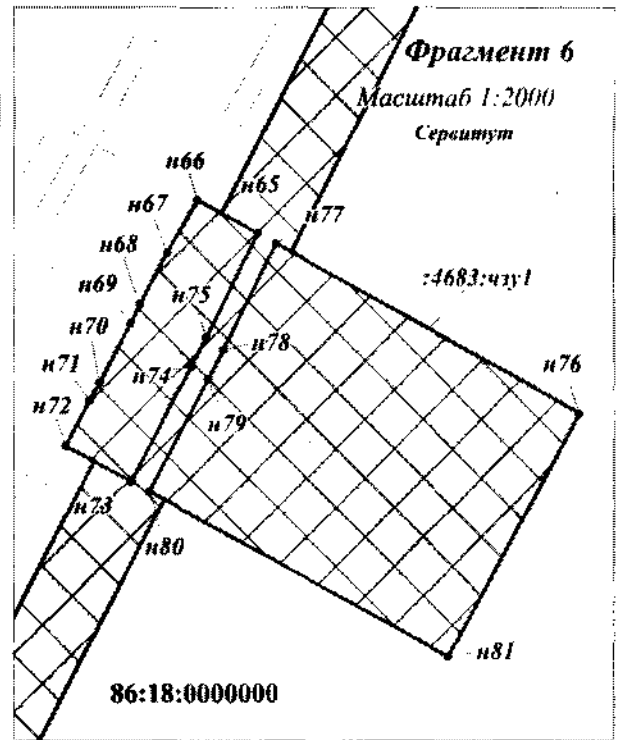 Фрагмент 6
Масштаб 1:2000
Сервитут
н66
н65
н67
н77
н68
:4683:чзу1
н69
н75
н70
н78
н74
н76
н71
н79
н72
н73
н80
н81
86:18:0000000